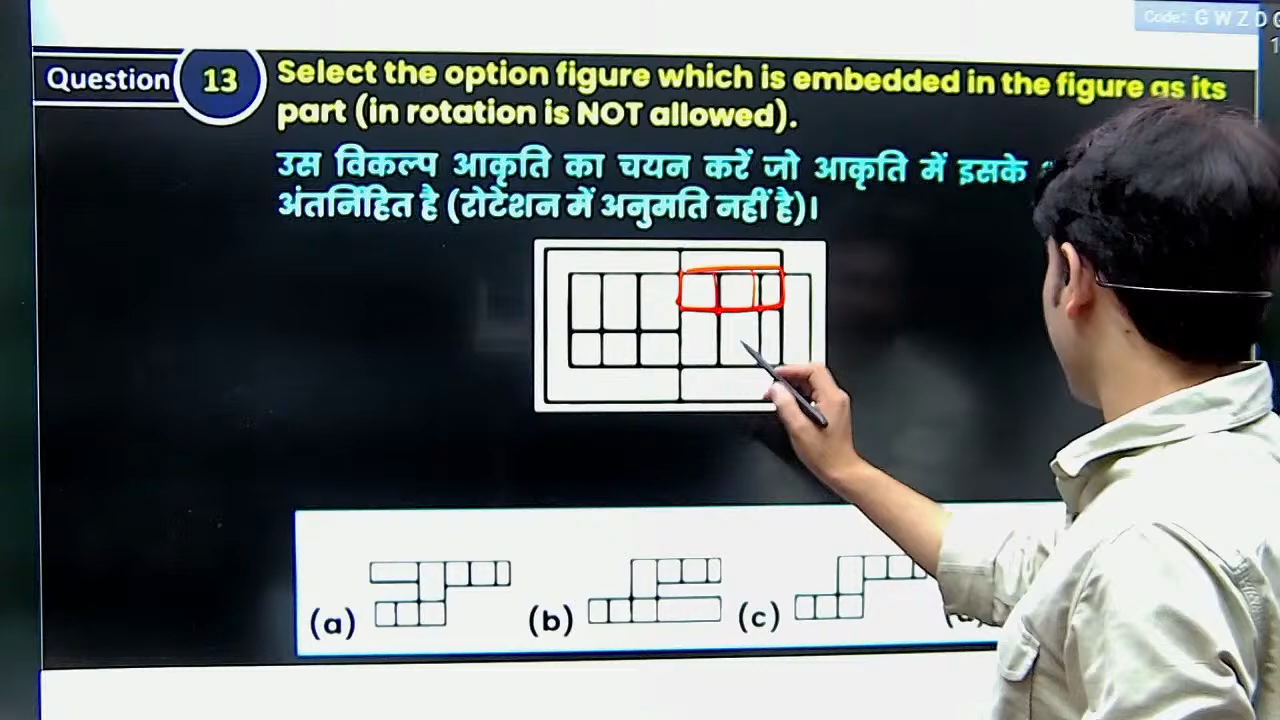 Code: G W Z D G
1
Question 13
Select the option figure which is embedded in the figure as its
part (in rotation is NOT allowed).
उस विकल्प आकृति का चयन करें जो आकृति में इसके
अंतर्निहित है (रोटेशन में अनुमति नहीं है)।
(a) (b) (c)